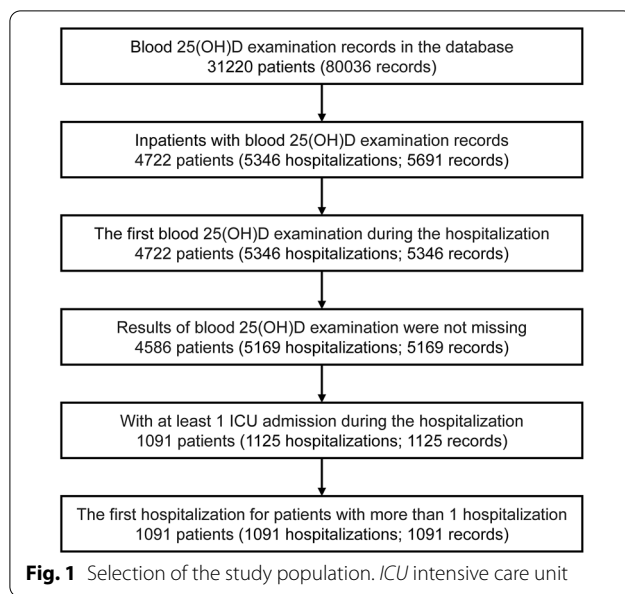 Blood 25(OH)D examination records in the database
31220 patients (80036 records)
Inpatients with blood 25(OH)D examination records
4722 patients (5346 hospitalizations; 5691 records)
The first blood 25(OH)D examination during the hospitalization
4722 patients (5346 hospitalizations; 5346 records)
Results of blood 25(OH)D examination were not missing
4586 patients (5169 hospitalizations; 5169 records)
With at least 1 ICU admission during the hospitalization
1091 patients (1125 hospitalizations; 1125 records)
The first hospitalization for patients with more than 1 hospitalization
1091 patients (1091 hospitalizations; 1091 records)
Fig. 1 Selection of the study population. ICU intensive care unit